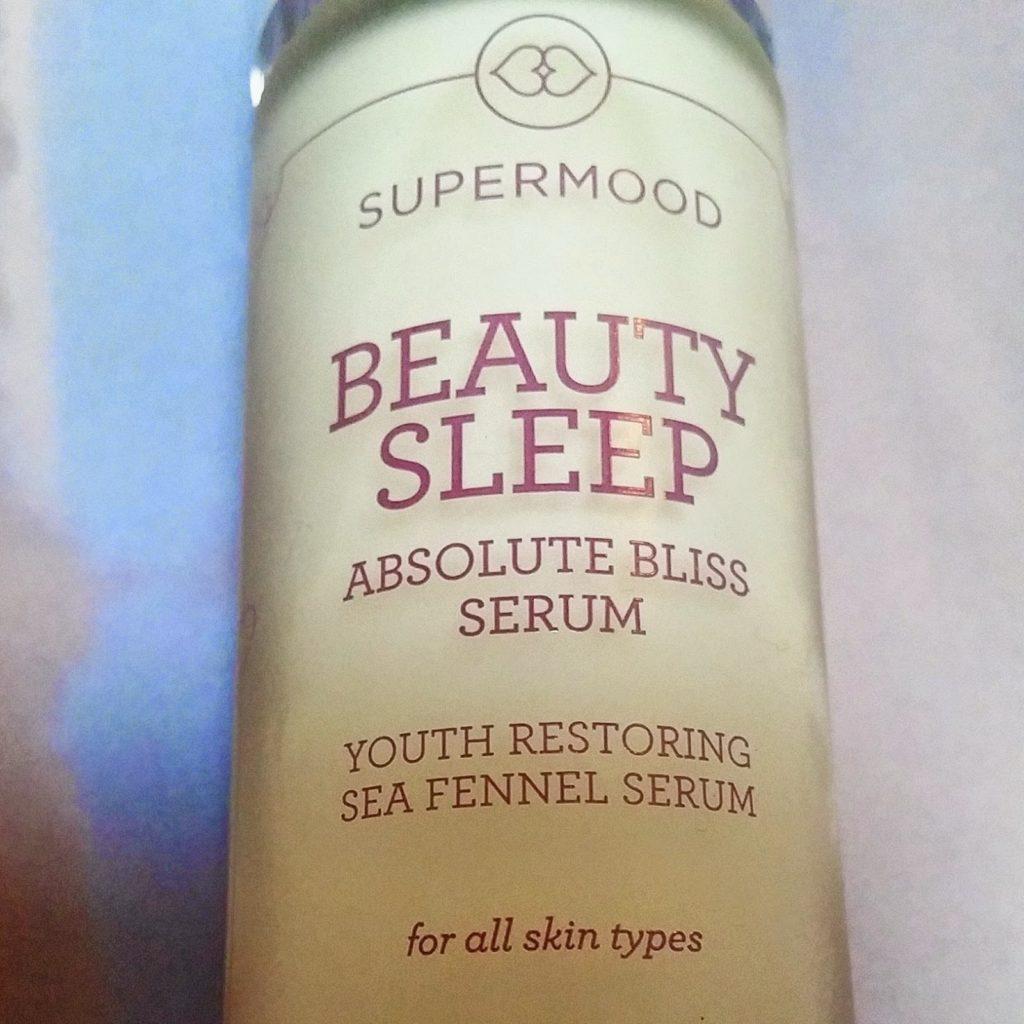 SUPERMOOD
BEAUTY
SLEEP
ABSOLUTE BLISS
SERUM
YOUTH RESTORING
SEA FENNEL SERUM
for all skin types